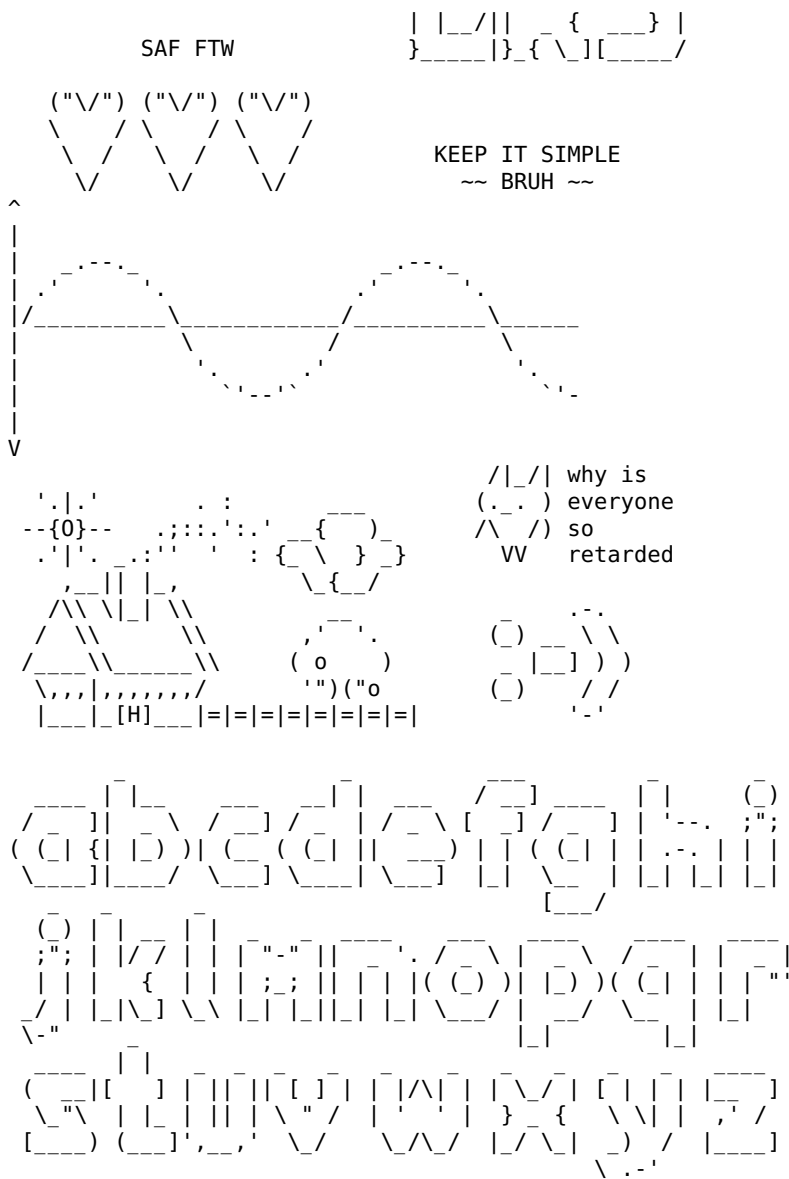 SAF FTW
KEEP IT SIMPLE
~~ BRUH ~~
why is
everyone
so
retarded
abcdefghi
jklmnopqr
stuvwxyz